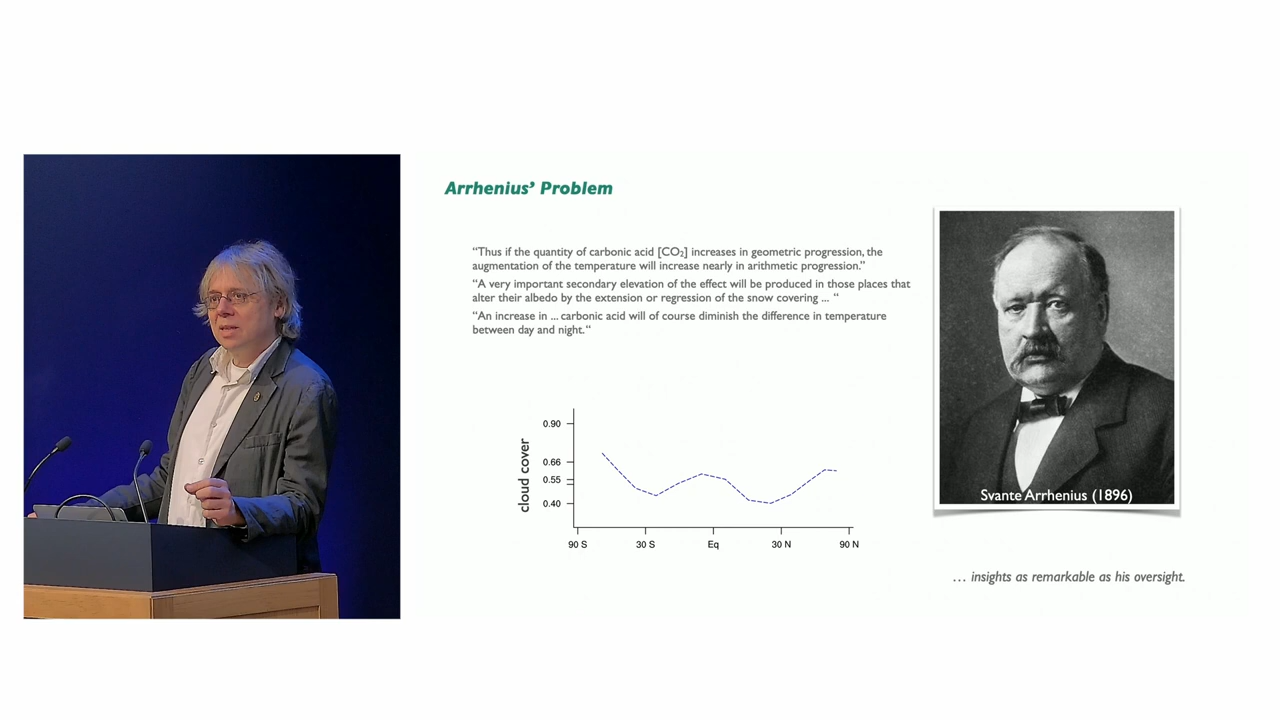 Arrhenius' Problem
“Thus if the quantity of carbonic acid [CO₂] increases in geometric progression, the
augmentation of the temperature will increase nearly in arithmetic progression.”
“A very important secondary elevation of the effect will be produced in those places that
alter their albedo by the extension or regression of the snow covering ... “
“An increase in ... carbonic acid will of course diminish the difference in temperature
between day and night.“
cloud cover
0.90
0.66
0.55
0.40
90 S
30 S
Eq
30 N
90 N
Svante Arrhenius (1896)
… insights as remarkable as his oversight.